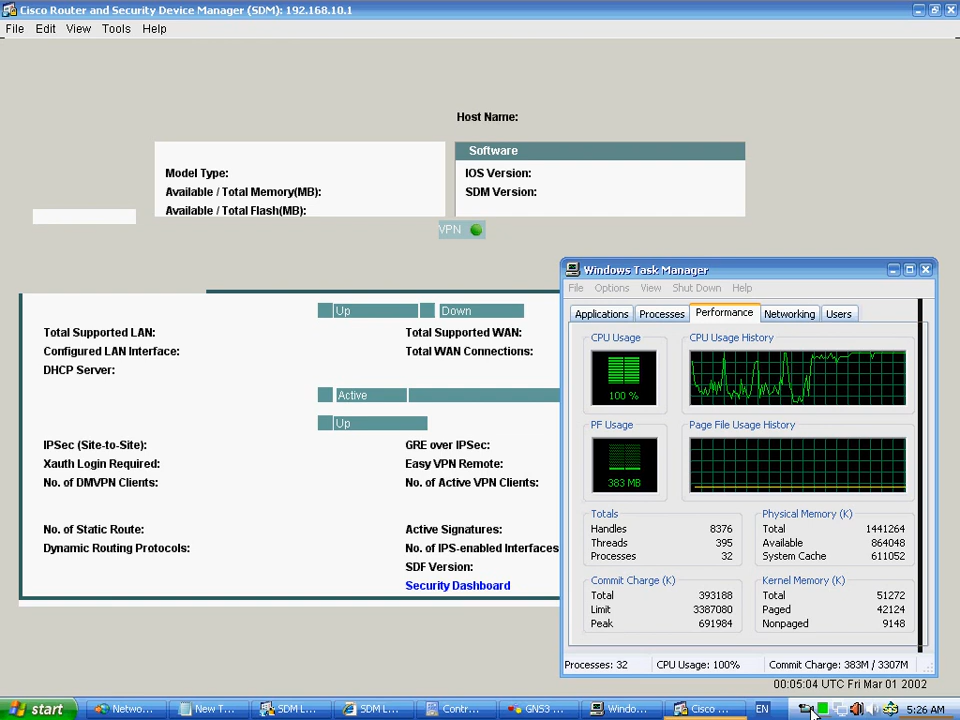 Cisco Router and Security Device Manager (SDM): 192.168.10.1
File Edit View Tools Help
Host Name:
Model Type:
Available / Total Memory(MB):
Available / Total Flash(MB):
Software
IOS Version:
SDM Version:
VPN
Up Down
Total Supported LAN: Total Supported WAN:
Configured LAN Interface: Total WAN Connections:
DHCP Server:
Active
Up
IPSec (Site-to-Site): GRE over IPSec:
Xauth Login Required: Easy VPN Remote:
No. of DMVPN Clients: No. of Active VPN Clients:
No. of Static Route: Active Signatures:
Dynamic Routing Protocols: No. of IPS-enabled Interfaces
SDF Version:
Security Dashboard
Windows Task Manager
File Options View Shut Down Help
Applications Processes Performance Networking Users
CPU Usage CPU Usage History
100 %
PF Usage Page File Usage History
383 MB
Totals
Handles 8376
Threads 395
Processes 32
Physical Memory (K)
Total 1441264
Available 864048
System Cache 611052
Commit Charge (K)
Total 393188
Limit 3387080
Peak 691984
Kernel Memory (K)
Total 51272
Paged 42124
Nonpaged 9148
Processes: 32 CPU Usage: 100% Commit Charge: 383M / 3307M
00:05:04 UTC Fri Mar 01 2002
start Netwo... New T... SDM L... SDM L... Contr... GNS3 ... Windo... Cisco ... EN 5:26 AM